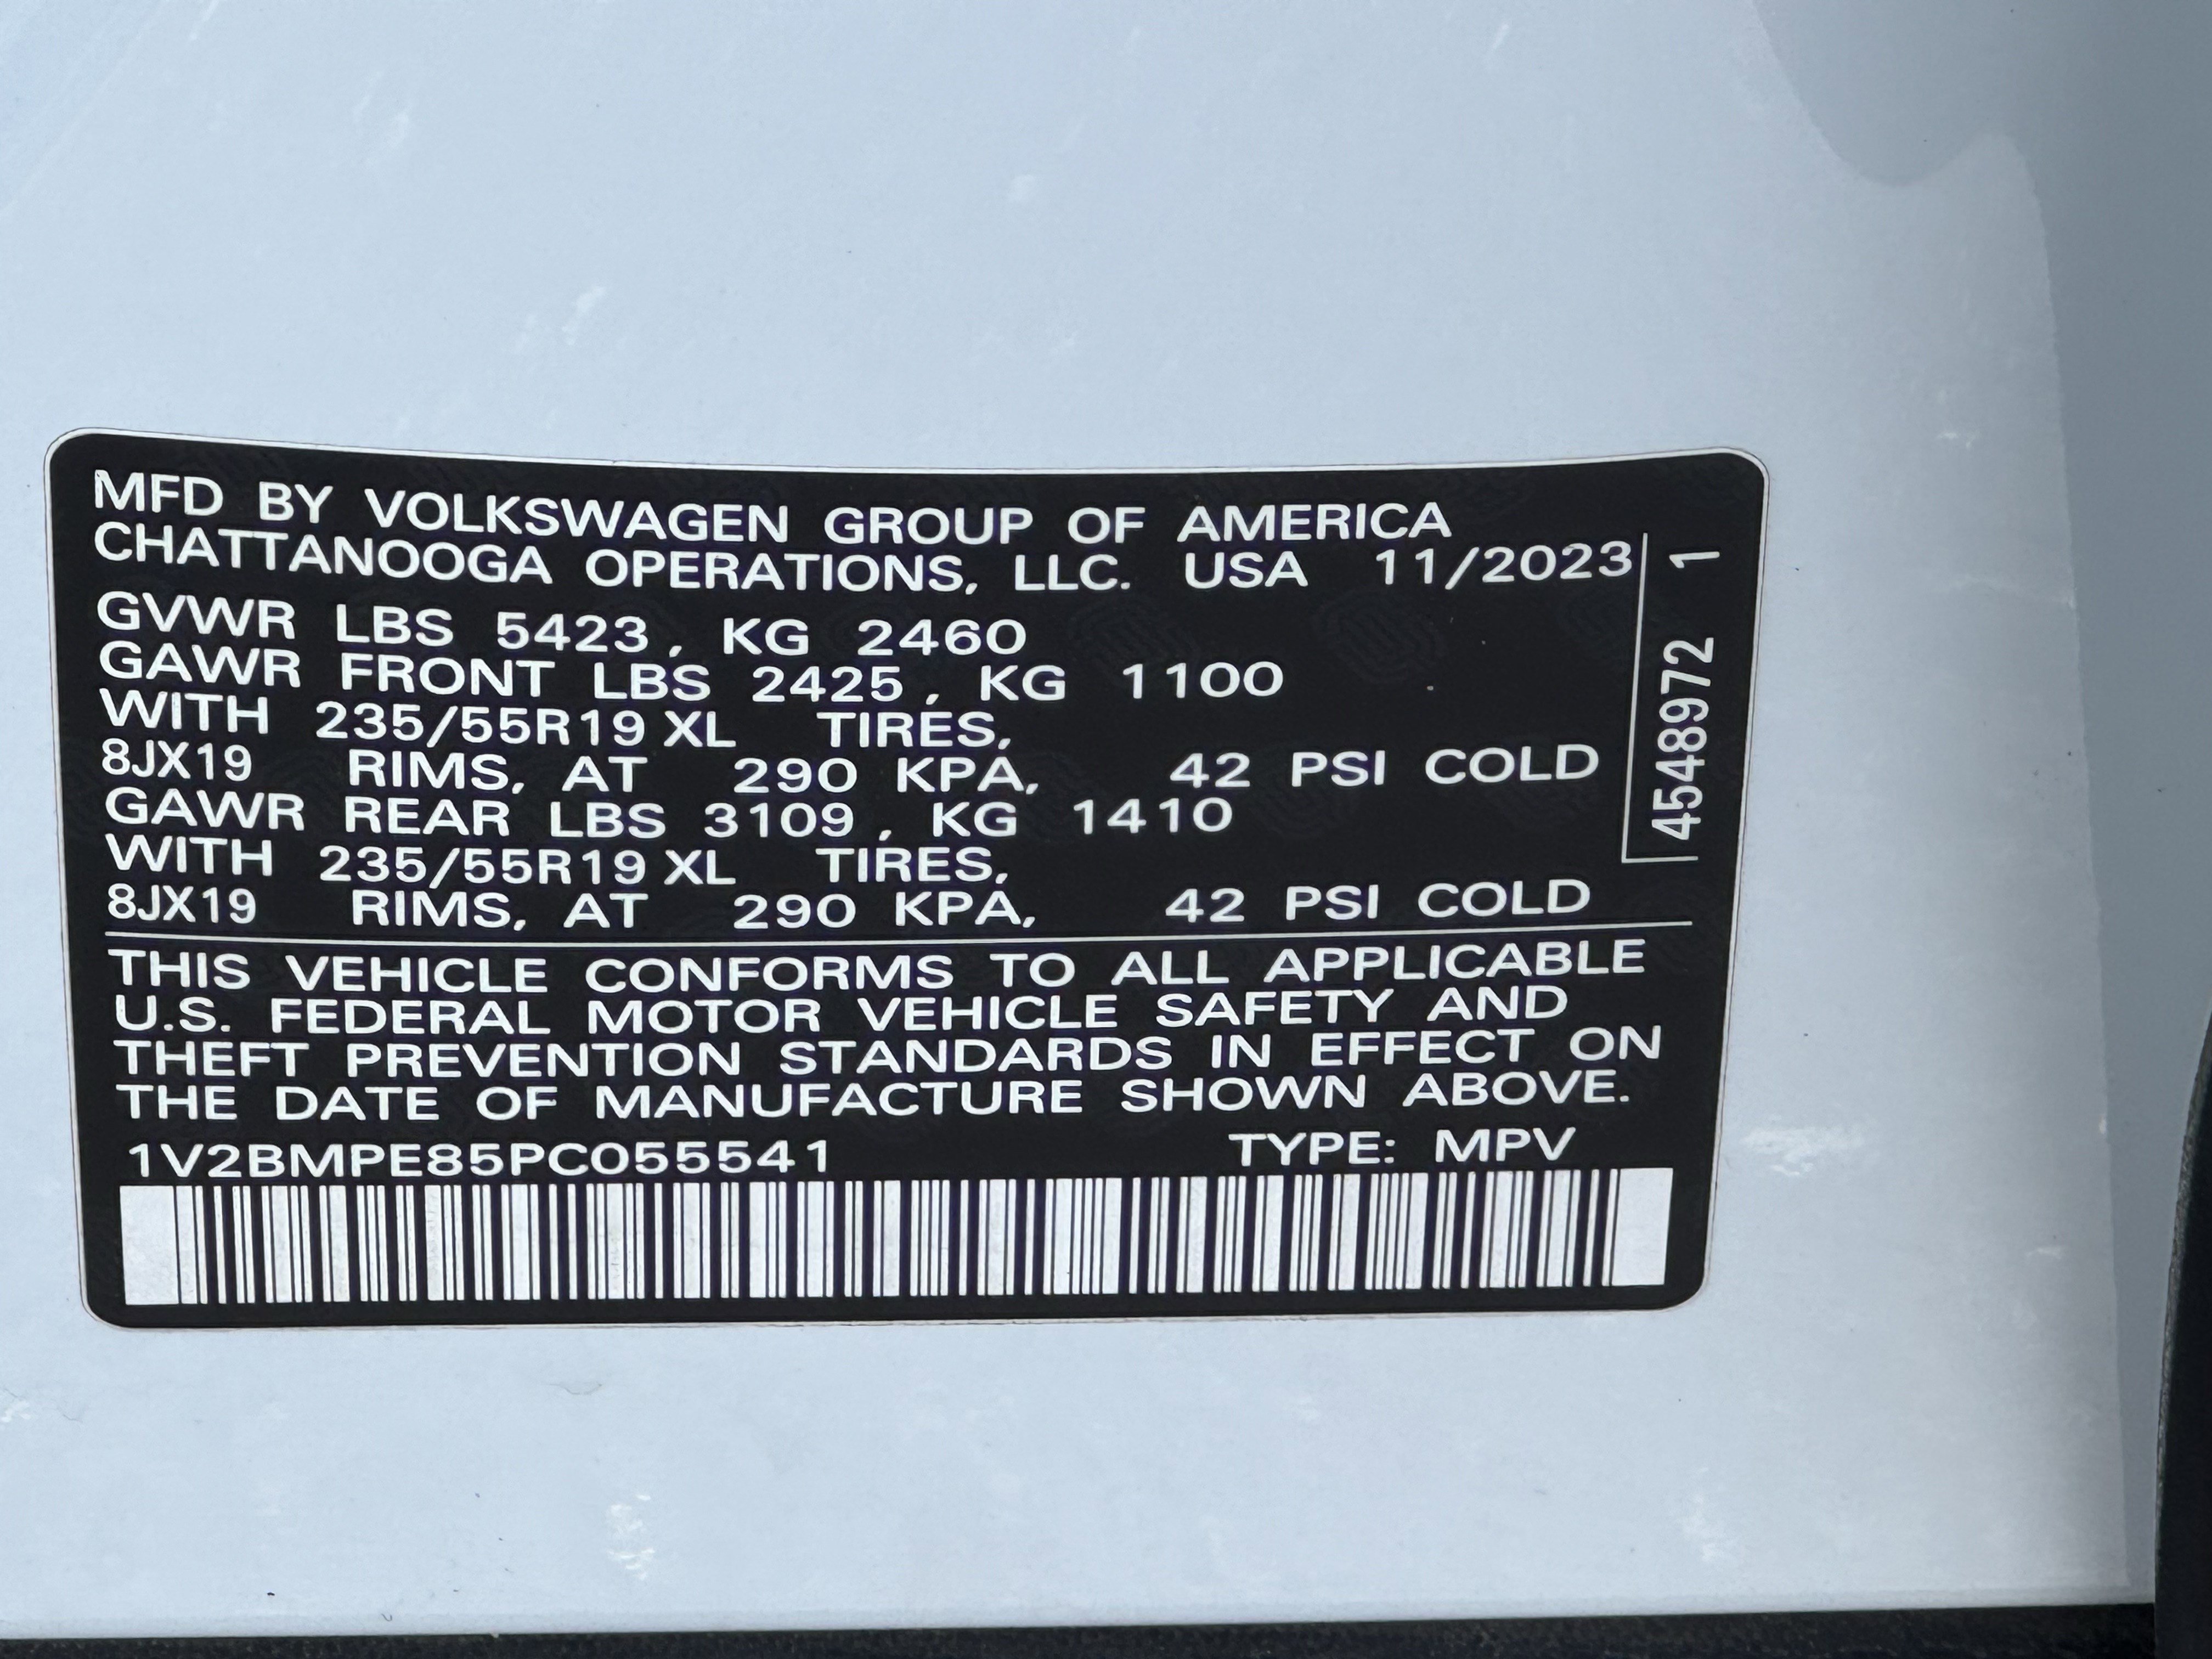 MFD BY VOLKSWAGEN GROUP OF AMERICA
CHATTANOOGA OPERATIONS, LLC. USA 11/2023
GVWR LBS 5423, KG 2460
GAWR FRONT LBS 2425, KG 1100
WITH 235/55R19 XL TIRES,
8JX19 RIMS, AT 290 KPA, 42 PSI COLD
GAWR REAR LBS 3109, KG 1410
WITH 235/55R19 XL TIRES,
8JX19 RIMS, AT 290 KPA, 42 PSI COLD
4548972 1
THIS VEHICLE CONFORMS TO ALL APPLICABLE
U.S. FEDERAL MOTOR VEHICLE SAFETY AND
THEFT PREVENTION STANDARDS IN EFFECT ON
THE DATE OF MANUFACTURE SHOWN ABOVE.
1V2BMPE85PC055541 TYPE: MPV